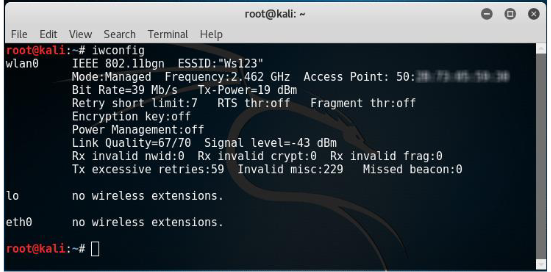 root@kali: ~
File Edit View Search Terminal Help
root@kali:~# iwconfig
wlan0 IEEE 802.11bgn ESSID:"Ws123"
Mode:Managed Frequency:2.462 GHz Access Point: 50:
Bit Rate=39 Mb/s Tx-Power=19 dBm
Retry short limit:7 RTS thr:off Fragment thr:off
Encryption key:off
Power Management:off
Link Quality=67/70 Signal level=-43 dBm
Rx invalid nwid:0 Rx invalid crypt:0 Rx invalid frag:0
Tx excessive retries:59 Invalid misc:229 Missed beacon:0
lo no wireless extensions.
eth0 no wireless extensions.
root@kali:~#